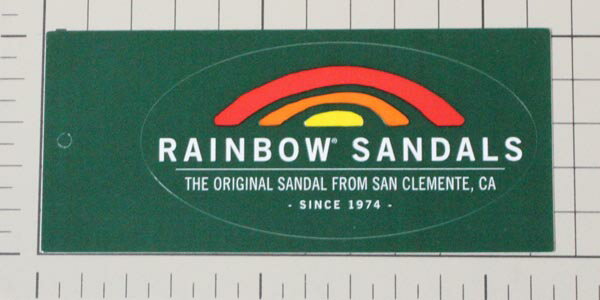 RAINBOW® SANDALS
THE ORIGINAL SANDAL FROM SAN CLEMENTE, CA
- SINCE 1974 -